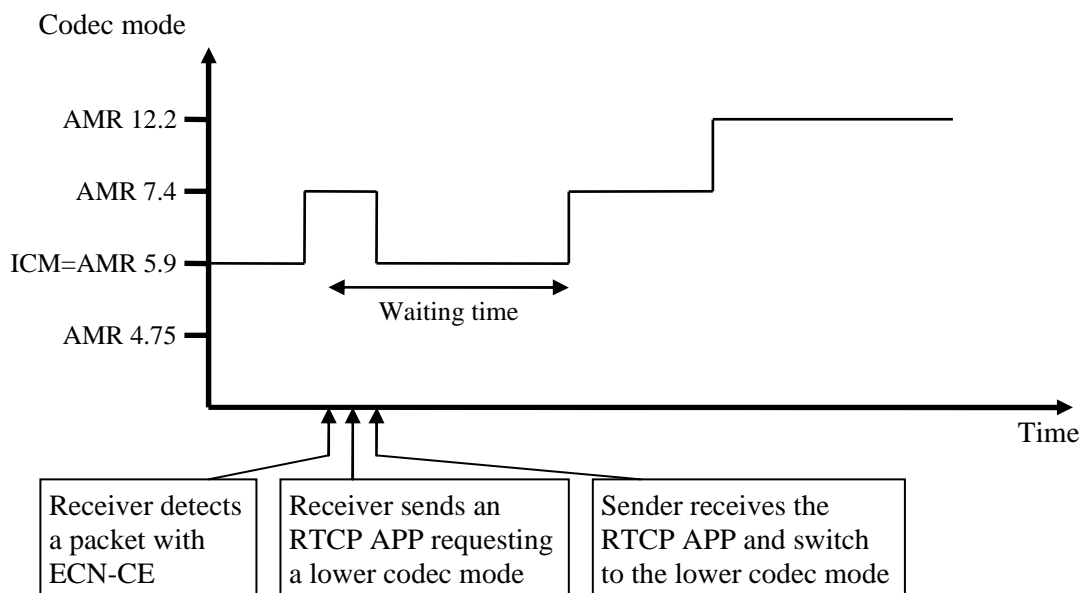 Codec mode
AMR 12.2
AMR 7.4
ICM=AMR 5.9
Waiting time
AMR 4.75
Time
Receiver detects
a packet with
ECN-CE
Receiver sends an
RTCP APP requesting
a lower codec mode
Sender receives the
RTCP APP and switch
to the lower codec mode